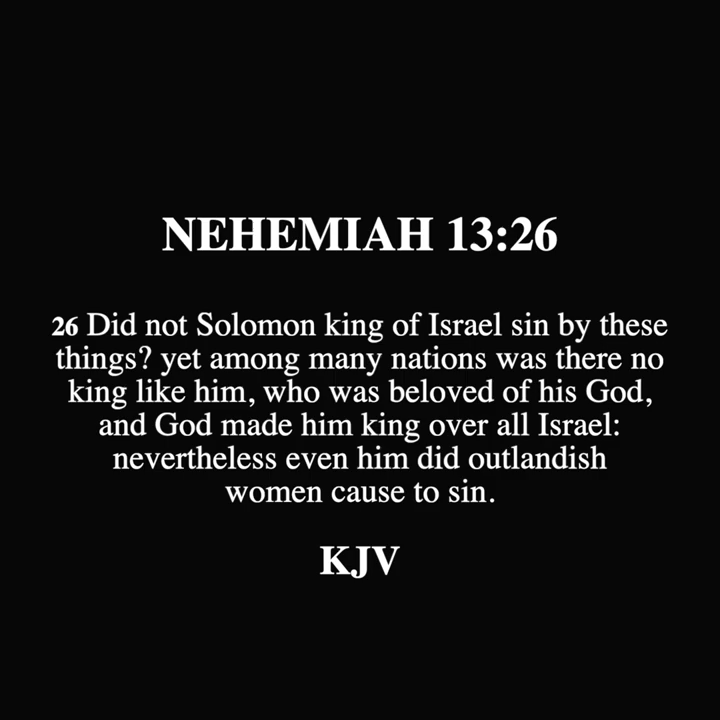 NEHEMIAH 13:26
26 Did not Solomon king of Israel sin by these
things? yet among many nations was there no
king like him, who was beloved of his God,
and God made him king over all Israel:
nevertheless even him did outlandish
women cause to sin.
KJV